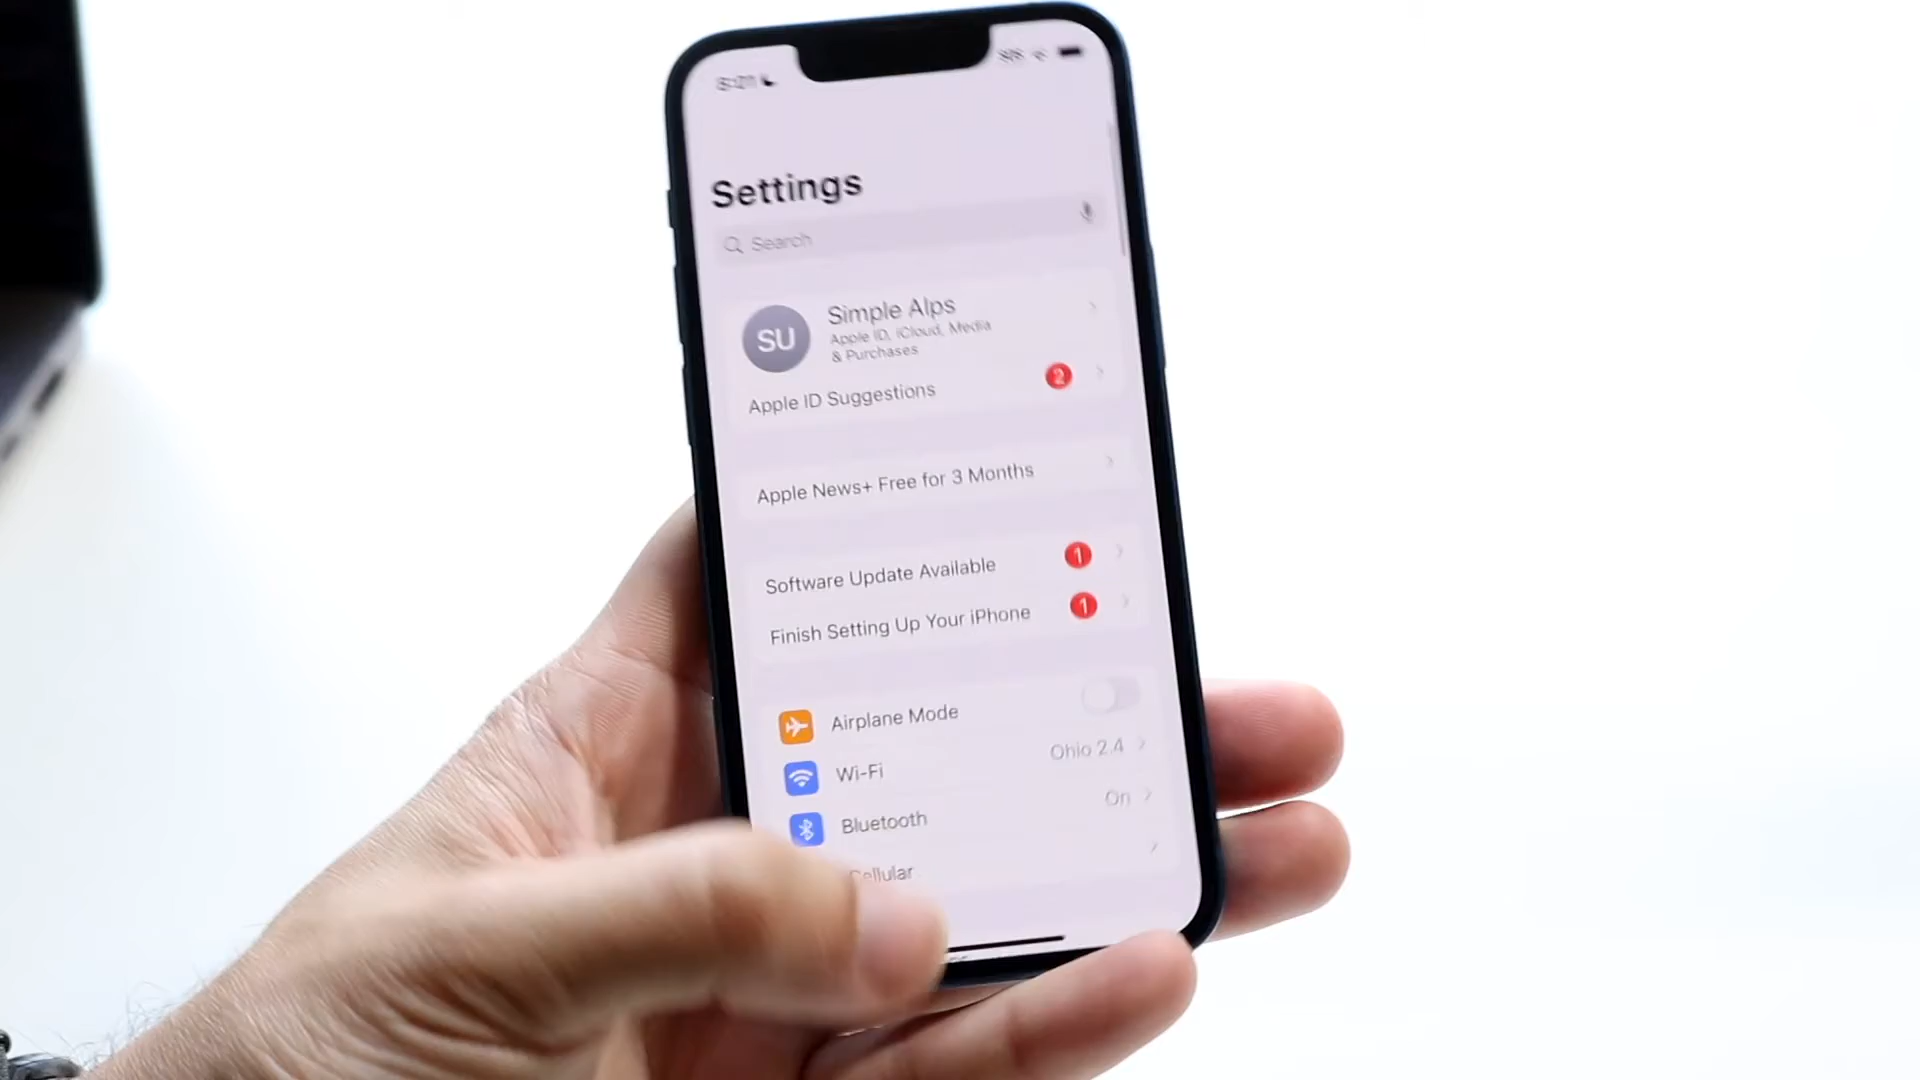 Settings
Search
SU
Simple Alps
Apple ID, iCloud, Media
& Purchases
Apple ID Suggestions 2
Apple News+ Free for 3 Months
Software Update Available 1
Finish Setting Up Your iPhone 1
Airplane Mode
Wi-Fi Ohio 2.4
Bluetooth On
Cellular